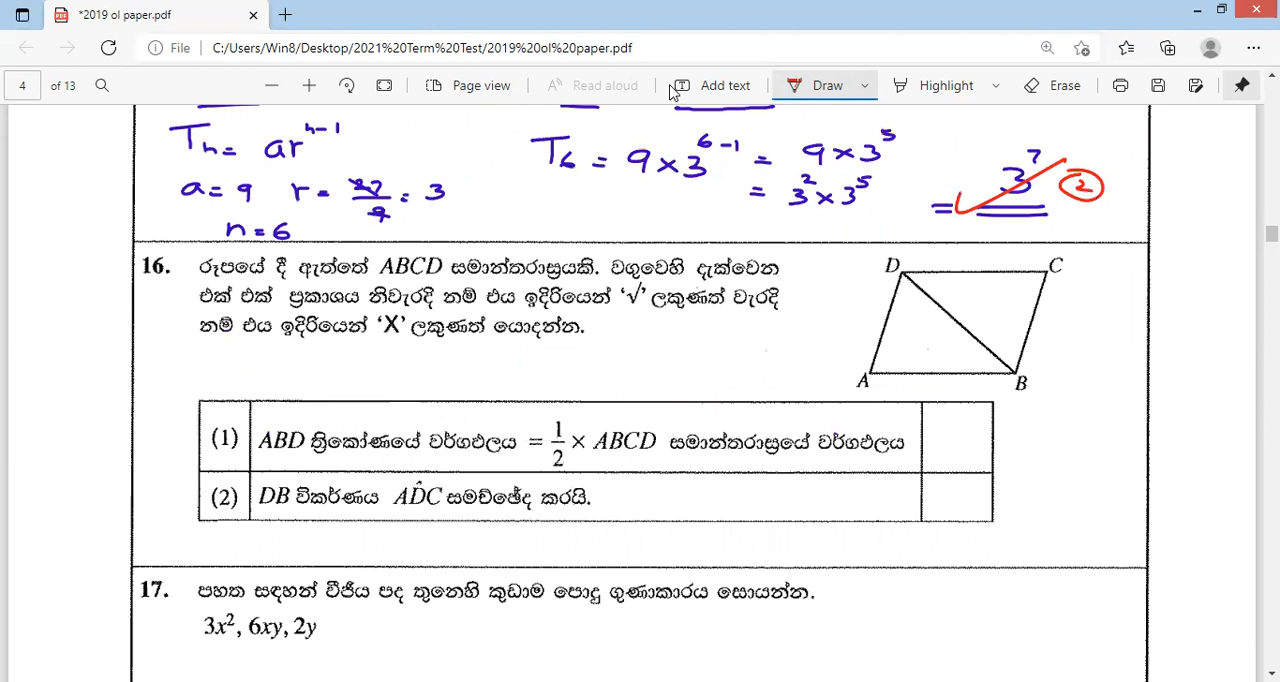 *2019 ol paper.pdf
File C:/Users/Win8/Desktop/2021%20Term%20Test/2019%20ol%20paper.pdf
4 of 13 Page view Read aloud Add text Draw Highlight Erase
Tn = ar^n-1
a = 9 r = 27/9 = 3
n = 6
T6 = 9 × 3^6-1 = 9 × 3^5
= 3^2 × 3^5
= 3^7 2
16. රූපයේ දී ඇත්තේ ABCD සමාන්තරාස්‍රයකි. වගුවෙහි දැක්වෙන
එක් එක් ප්‍රකාශය නිවැරදි නම් එය ඉදිරියෙන් ‘√’ ලකුණත් වැරදි
නම් එය ඉදිරියෙන් ‘X’ ලකුණත් යොදන්න.
D C
A B
(1) ABD ත්‍රිකෝණයේ වර්ගඵලය = 1/2 × ABCD සමාන්තරාස්‍රයේ වර්ගඵලය
(2) DB විකර්ණය AD̂C සමච්ඡේද කරයි.
17. පහත සඳහන් වීජීය පද තුනෙහි කුඩාම පොදු ගුණාකාරය සොයන්න.
3x², 6xy, 2y